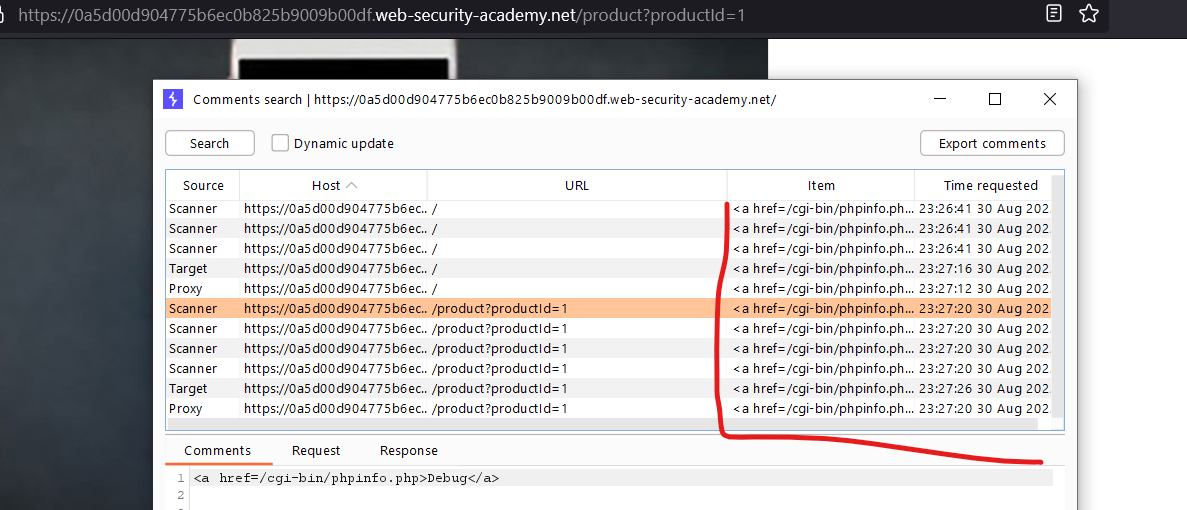 https://0a5d00d904775b6ec0b825b9009b00df.web-security-academy.net/product?productId=1
Comments search | https://0a5d00d904775b6ec0b825b9009b00df.web-security-academy.net/
Search Dynamic update Export comments
Source Host URL Item Time requested
Scanner https://0a5d00d904775b6ec.. / <a href=/cgi-bin/phpinfo.ph... 23:26:41 30 Aug 202.
Scanner https://0a5d00d904775b6ec.. / <a href=/cgi-bin/phpinfo.ph... 23:26:41 30 Aug 202.
Scanner https://0a5d00d904775b6ec.. / <a href=/cgi-bin/phpinfo.ph... 23:26:41 30 Aug 202.
Target https://0a5d00d904775b6ec.. / <a href=/cgi-bin/phpinfo.ph... 23:27:16 30 Aug 202.
Proxy https://0a5d00d904775b6ec.. / <a href=/cgi-bin/phpinfo.ph... 23:27:12 30 Aug 202.
Scanner https://0a5d00d904775b6ec.. /product?productId=1 <a href=/cgi-bin/phpinfo.ph... 23:27:20 30 Aug 202.
Scanner https://0a5d00d904775b6ec.. /product?productId=1 <a href=/cgi-bin/phpinfo.ph... 23:27:20 30 Aug 202.
Scanner https://0a5d00d904775b6ec.. /product?productId=1 <a href=/cgi-bin/phpinfo.ph... 23:27:20 30 Aug 202.
Scanner https://0a5d00d904775b6ec.. /product?productId=1 <a href=/cgi-bin/phpinfo.ph... 23:27:20 30 Aug 202.
Target https://0a5d00d904775b6ec.. /product?productId=1 <a href=/cgi-bin/phpinfo.ph... 23:27:26 30 Aug 202.
Proxy https://0a5d00d904775b6ec.. /product?productId=1 <a href=/cgi-bin/phpinfo.ph... 23:27:20 30 Aug 202.
Comments Request Response
1 <a href=/cgi-bin/phpinfo.php>Debug</a>
2